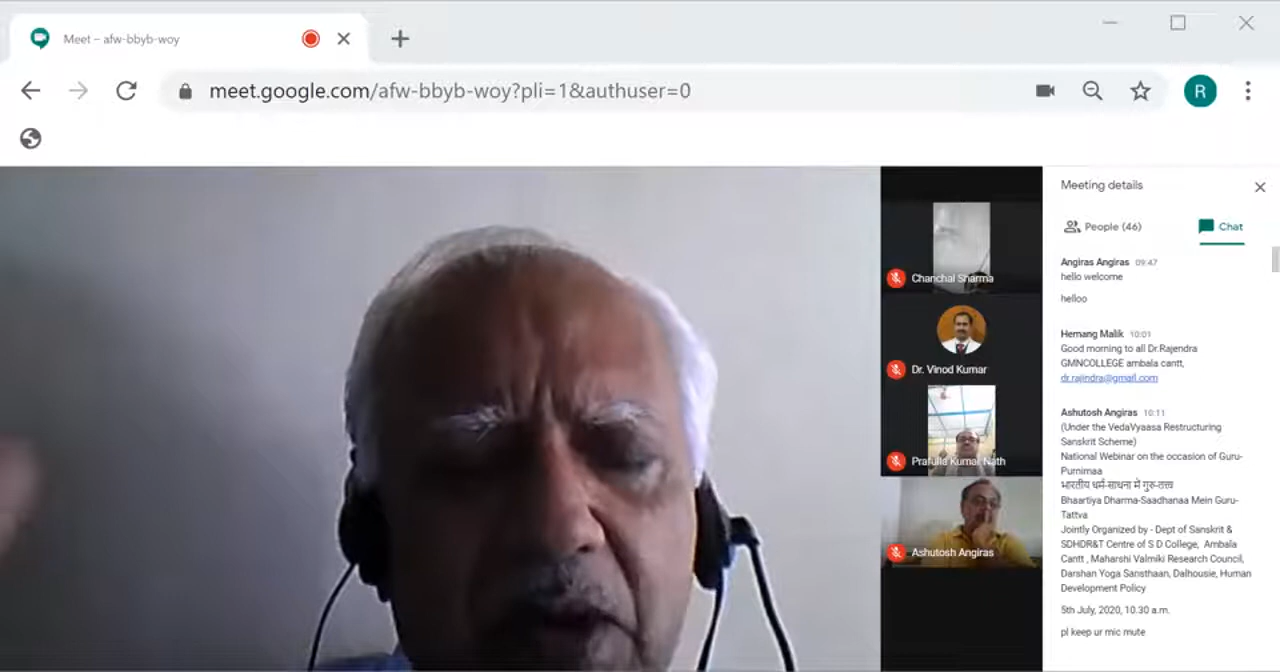 Meet – afw-bbyb-woy
meet.google.com/afw-bbyb-woy?pli=1&authuser=0
R
Chanchal Sharma
Dr. Vinod Kumar
Prafulla Kumar Nath
Ashutosh Angiras
Meeting details
People (46)
Chat
Angiras Angiras 09:47
hello welcome
helloo
Hemang Malik 10:01
Good morning to all Dr.Rajendra
GMNCOLLEGE ambala cantt,
dr.rajindra@gmail.com
Ashutosh Angiras 10:11
(Under the VedaVyaasa Restructuring
Sanskrit Scheme)
National Webinar on the occasion of Guru-
Purnimaa
भारतीय धर्म-साधना में गुरु-तत्त्व
Bhaartiya Dharma-Saadhanaa Mein Guru-
Tattva
Jointly Organized by - Dept of Sanskrit &
SDHDR&T Centre of S D College, Ambala
Cantt , Maharshi Valmiki Research Council,
Darshan Yoga Sansthaan, Dalhousie, Human
Development Policy
5th July, 2020, 10.30 a.m.
pl keep ur mic mute